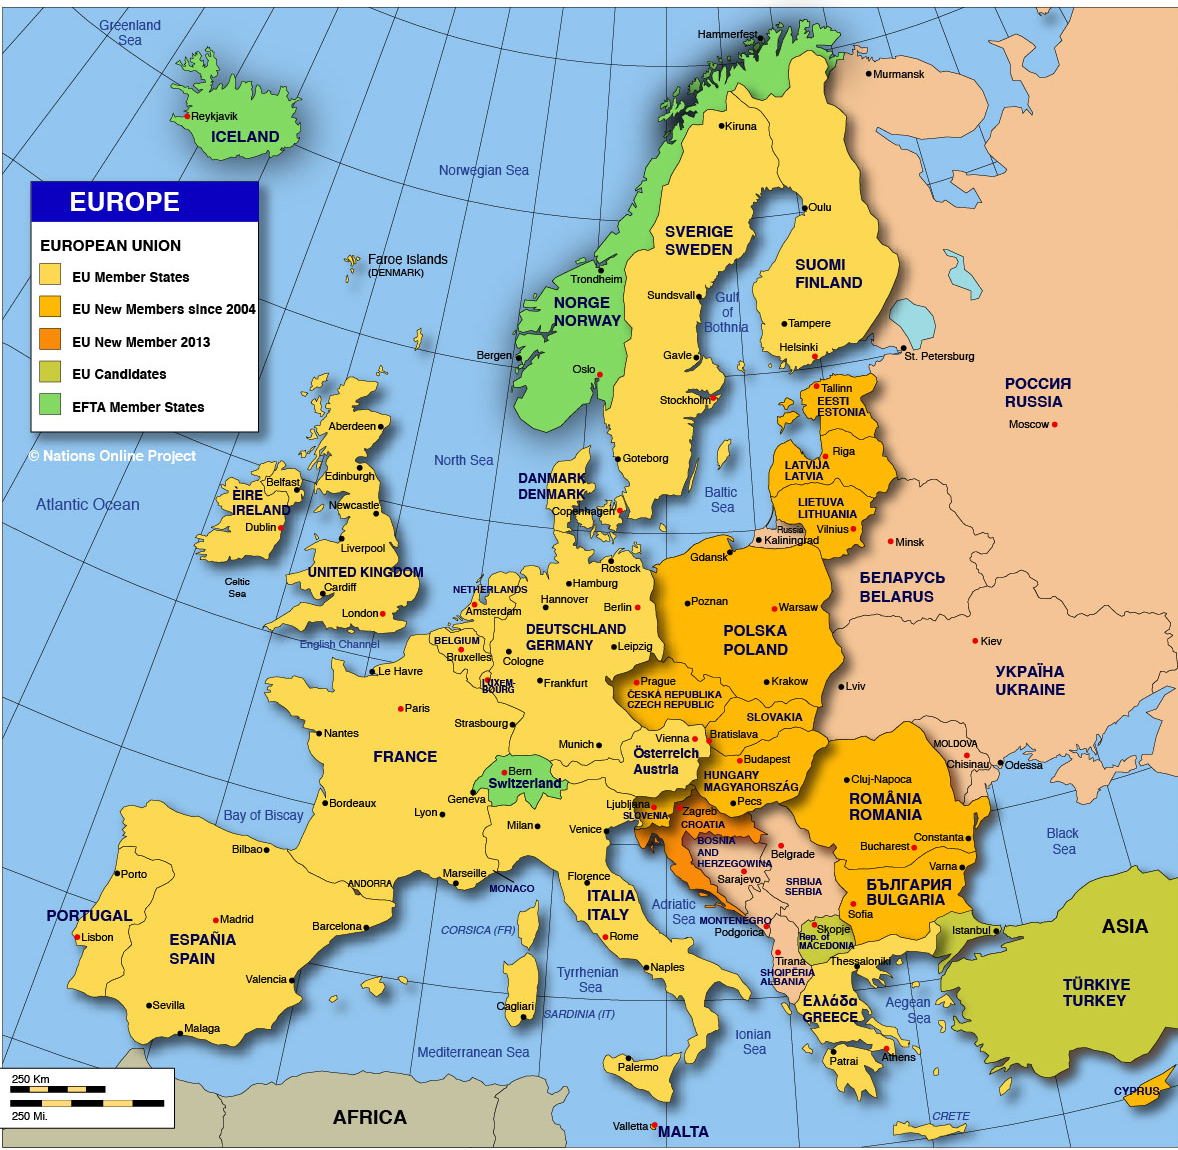 Greenland
Sea
Hammerfest
Murmansk
Reykjavik
ICELAND
Kiruna
Norwegian Sea
EUROPE
EUROPEAN UNION
EU Member States
EU New Members since 2004
EU New Member 2013
EU Candidates
EFTA Member States
© Nations Online Project
Oulu
SVERIGE
SWEDEN
Faroe Islands
(DENMARK)
SUOMI
FINLAND
Trondheim
NORGE
NORWAY
Sundsvall
Gulf
of
Bothnia
Tampere
Helsinki
Bergen
Gavle
St. Petersburg
Oslo
Stockholm
Tallinn
EESTI
ESTONIA
РОССИЯ
RUSSIA
Moscow
Aberdeen
North Sea
Goteborg
Riga
LATVIJA
LATVIA
Edinburgh
Belfast
ÈIRE
IRELAND
Dublin
Newcastle
Atlantic Ocean
DANMARK
DENMARK
Copenhagen
Baltic
Sea
LIETUVA
LITHUANIA
Vilnius
Russia
Kaliningrad
Minsk
Liverpool
Gdansk
Rostock
UNITED KINGDOM
Celtic
Sea
Cardiff
London
NETHERLANDS
Amsterdam
Hamburg
Hannover
Berlin
Poznan
Warsaw
БЕЛАРУСЬ
BELARUS
English Channel
BELGIUM
Bruxelles
DEUTSCHLAND
GERMANY
Leipzig
POLSKA
POLAND
Kiev
Cologne
Le Havre
LUXEM-
BOURG
Frankfurt
Prague
ČESKÁ REPUBLIKA
CZECH REPUBLIC
Krakow
Lviv
УКРАЇНА
UKRAINE
Paris
Strasbourg
SLOVAKIA
Nantes
Munich
Vienna
Bratislava
Österreich
Austria
MOLDOVA
Chisinau
Odessa
FRANCE
Bern
Switzerland
Geneva
Budapest
HUNGARY
MAGYARORSZÁG
Pecs
Cluj-Napoca
ROMÂNIA
ROMANIA
Bordeaux
Lyon
Bay of Biscay
Ljubljana
SLOVENIA
Zagreb
CROATIA
Milan
Venice
BOSNIA
AND
HERZEGOWINA
Sarajevo
Belgrade
SRBIJA
SERBIA
Bucharest
Constanta
Black
Sea
Bilbao
Varna
БЪЛГАРИЯ
BULGARIA
Sofia
Porto
Marseille
MONACO
ANDORRA
Florence
ITALIA
ITALY
Adriatic
Sea
MONTENEGRO
Podgorica
Skopje
Rep. of
MACEDONIA
Istanbul
ASIA
PORTUGAL
Lisbon
Madrid
Barcelona
CORSICA (FR)
Rome
ESPAÑIA
SPAIN
Tirana
SHQIPËRIA
ALBANIA
Thessaloniki
Valencia
Tyrrhenian
Sea
Naples
TÜRKIYE
TURKEY
Sevilla
Cagliari
SARDINIA (IT)
Ελλάδα
GREECE
Aegean
Sea
Malaga
Ionian
Sea
Mediterranean Sea
Palermo
Patrai
Athens
250 Km
250 Mi.
AFRICA
CYPRUS
CRETE
Valletta
MALTA